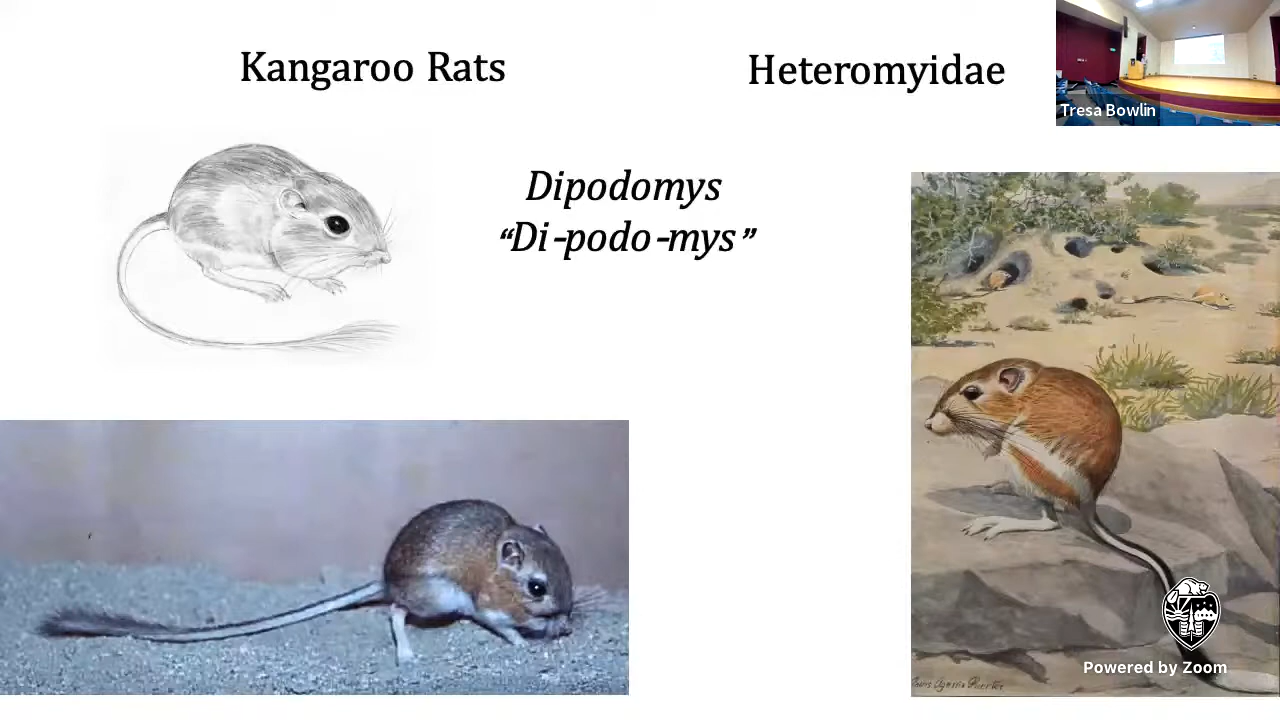 Kangaroo Rats
Heteromyidae
Tresa Bowlin
Dipodomys
“Di-podo-mys”
Powered by Zoom